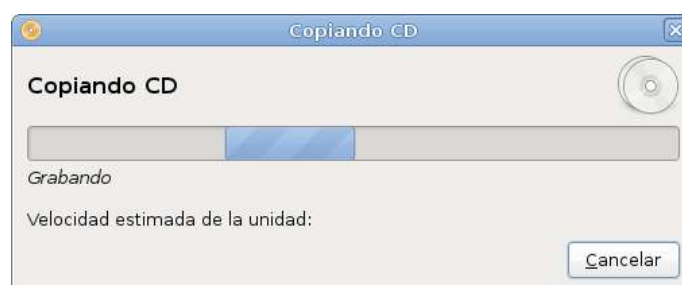 Copiando CD
Copiando CD
Grabando
Velocidad estimada de la unidad:
Cancelar